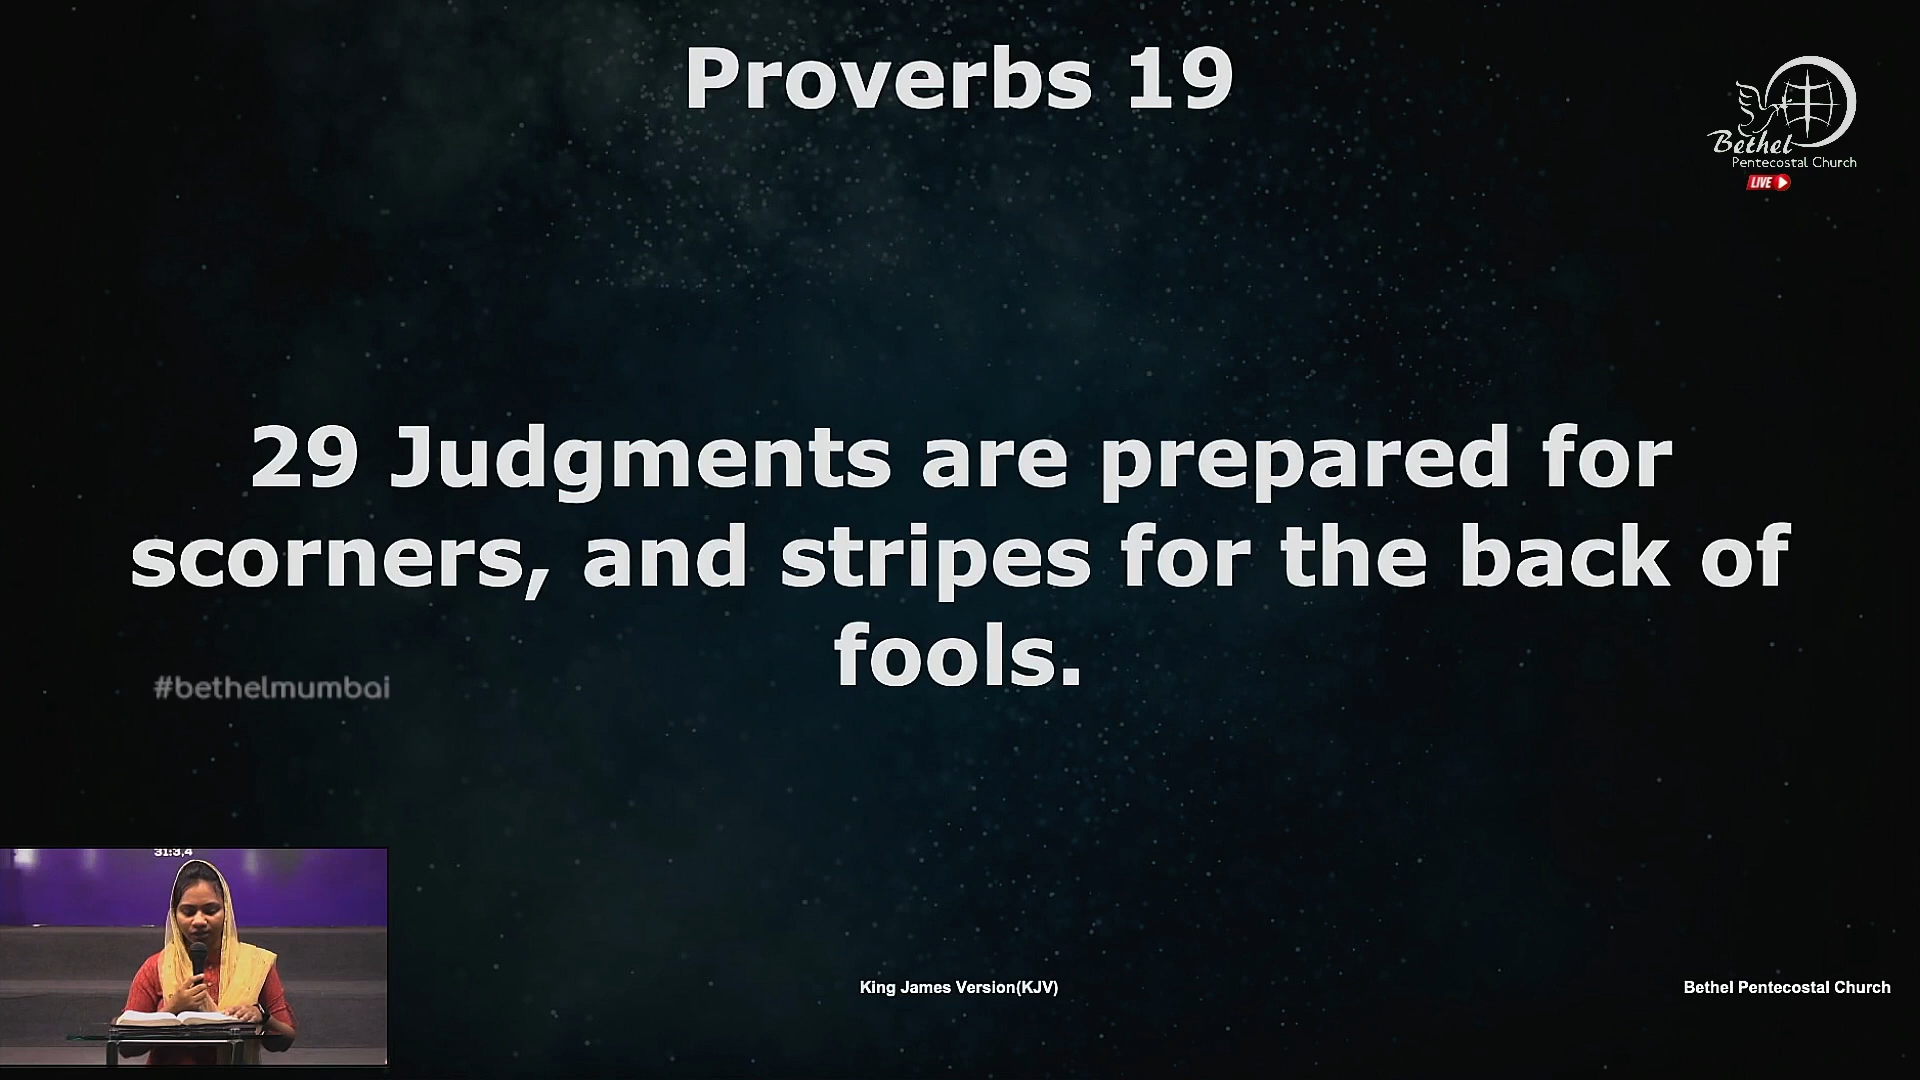 Proverbs 19
Bethel
Pentecostal Church
LIVE
29 Judgments are prepared for
scorners, and stripes for the back of
fools.
#bethelmumbai
31:3,4
King James Version(KJV)
Bethel Pentecostal Church